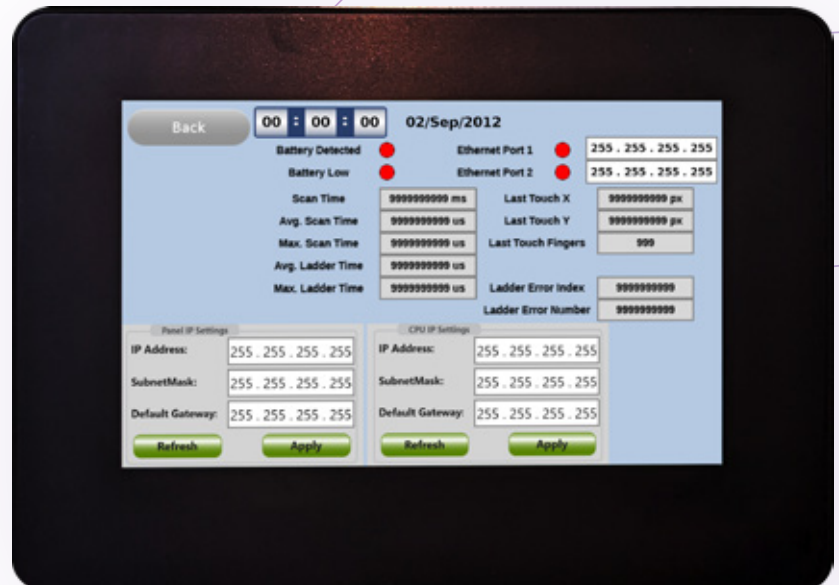 Back
00 : 00 : 00 02/Sep/2012
Battery Detected Ethernet Port 1 255 . 255 . 255 . 255
Battery Low Ethernet Port 2 255 . 255 . 255 . 255
Scan Time 9999999999 ms Last Touch X 9999999999 px
Avg. Scan Time 9999999999 us Last Touch Y 9999999999 px
Max. Scan Time 9999999999 us Last Touch Fingers 999
Avg. Ladder Time 9999999999 us
Max. Ladder Time 9999999999 us Ladder Error Index 9999999999
Ladder Error Number 9999999999
Panel IP Settings CPU IP Settings
IP Address: 255 . 255 . 255 . 255 IP Address: 255 . 255 . 255 . 255
SubnetMask: 255 . 255 . 255 . 255 SubnetMask: 255 . 255 . 255 . 255
Default Gateway: 255 . 255 . 255 . 255 Default Gateway: 255 . 255 . 255 . 255
Refresh Apply Refresh Apply